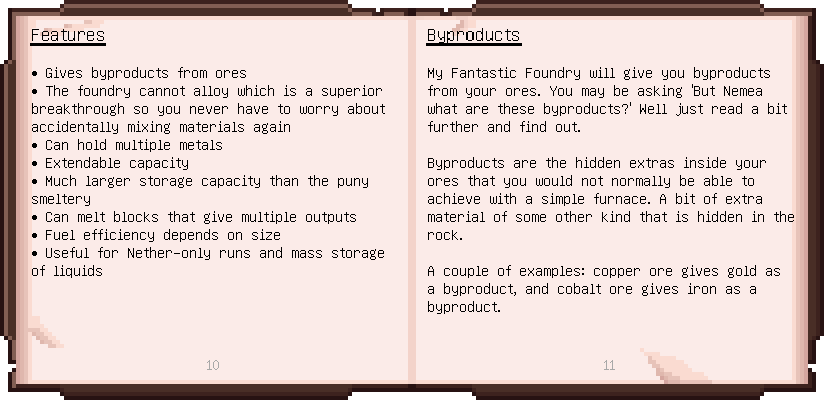 Features
• Gives byproducts from ores
• The foundry cannot alloy which is a superior
breakthrough so you never have to worry about
accidentally mixing materials again
• Can hold multiple metals
• Extendable capacity
• Much larger storage capacity than the puny
smeltery
• Can melt blocks that give multiple outputs
• Fuel efficiency depends on size
• Useful for Nether-only runs and mass storage
of liquids
10
Byproducts
My Fantastic Foundry will give you byproducts
from your ores. You may be asking 'But Nemea
what are these byproducts?' Well just read a bit
further and find out.
Byproducts are the hidden extras inside your
ores that you would not normally be able to
achieve with a simple furnace. A bit of extra
material of some other kind that is hidden in the
rock.
A couple of examples: copper ore gives gold as
a byproduct, and cobalt ore gives iron as a
byproduct.
11